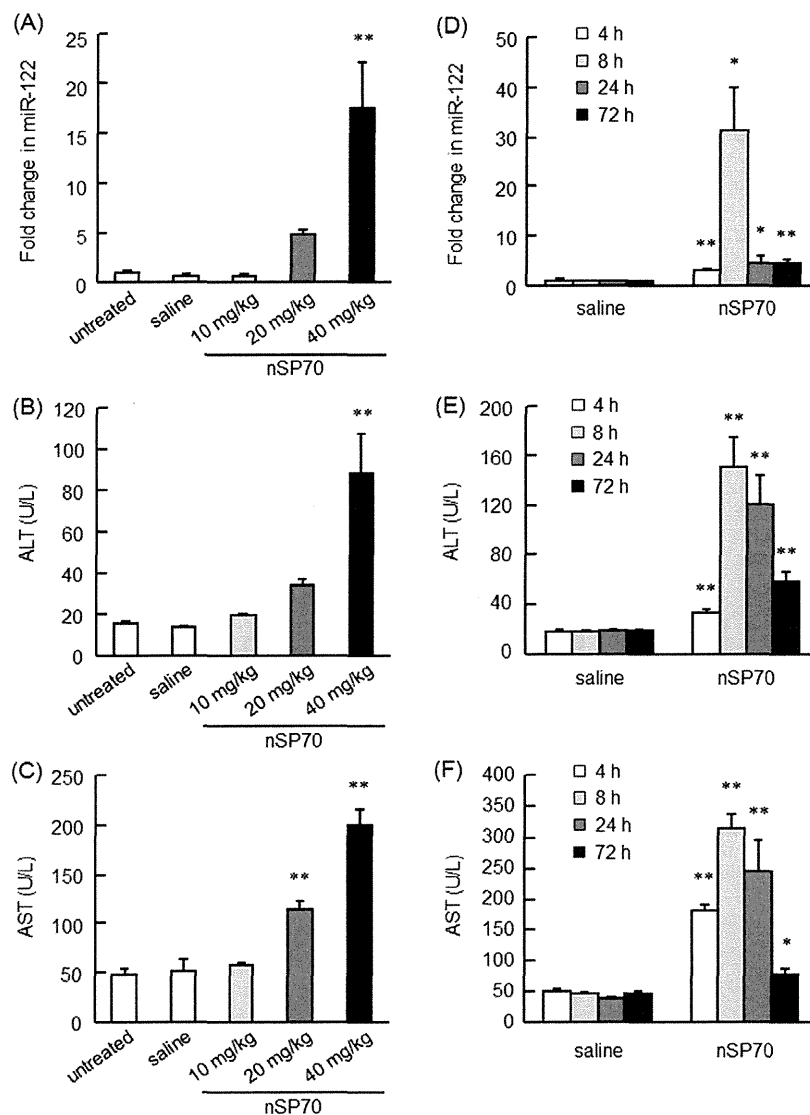 (A)
25
20
15
10
5
0
Fold change in miR-122
**
untreated
saline
10 mg/kg
20 mg/kg
40 mg/kg
nSP70
(D)
50
40
30
20
10
0
Fold change in miR-122
4 h
8 h
24 h
72 h
**
*
*
**
saline
nSP70
(B)
120
100
80
60
40
20
0
ALT (U/L)
**
untreated
saline
10 mg/kg
20 mg/kg
40 mg/kg
nSP70
(E)
200
160
120
80
40
0
ALT (U/L)
4 h
8 h
24 h
72 h
**
**
**
**
saline
nSP70
(C)
250
200
150
100
50
0
AST (U/L)
**
**
untreated
saline
10 mg/kg
20 mg/kg
40 mg/kg
nSP70
(F)
400
350
300
250
200
150
100
50
0
AST (U/L)
4 h
8 h
24 h
72 h
**
**
**
*
saline
nSP70